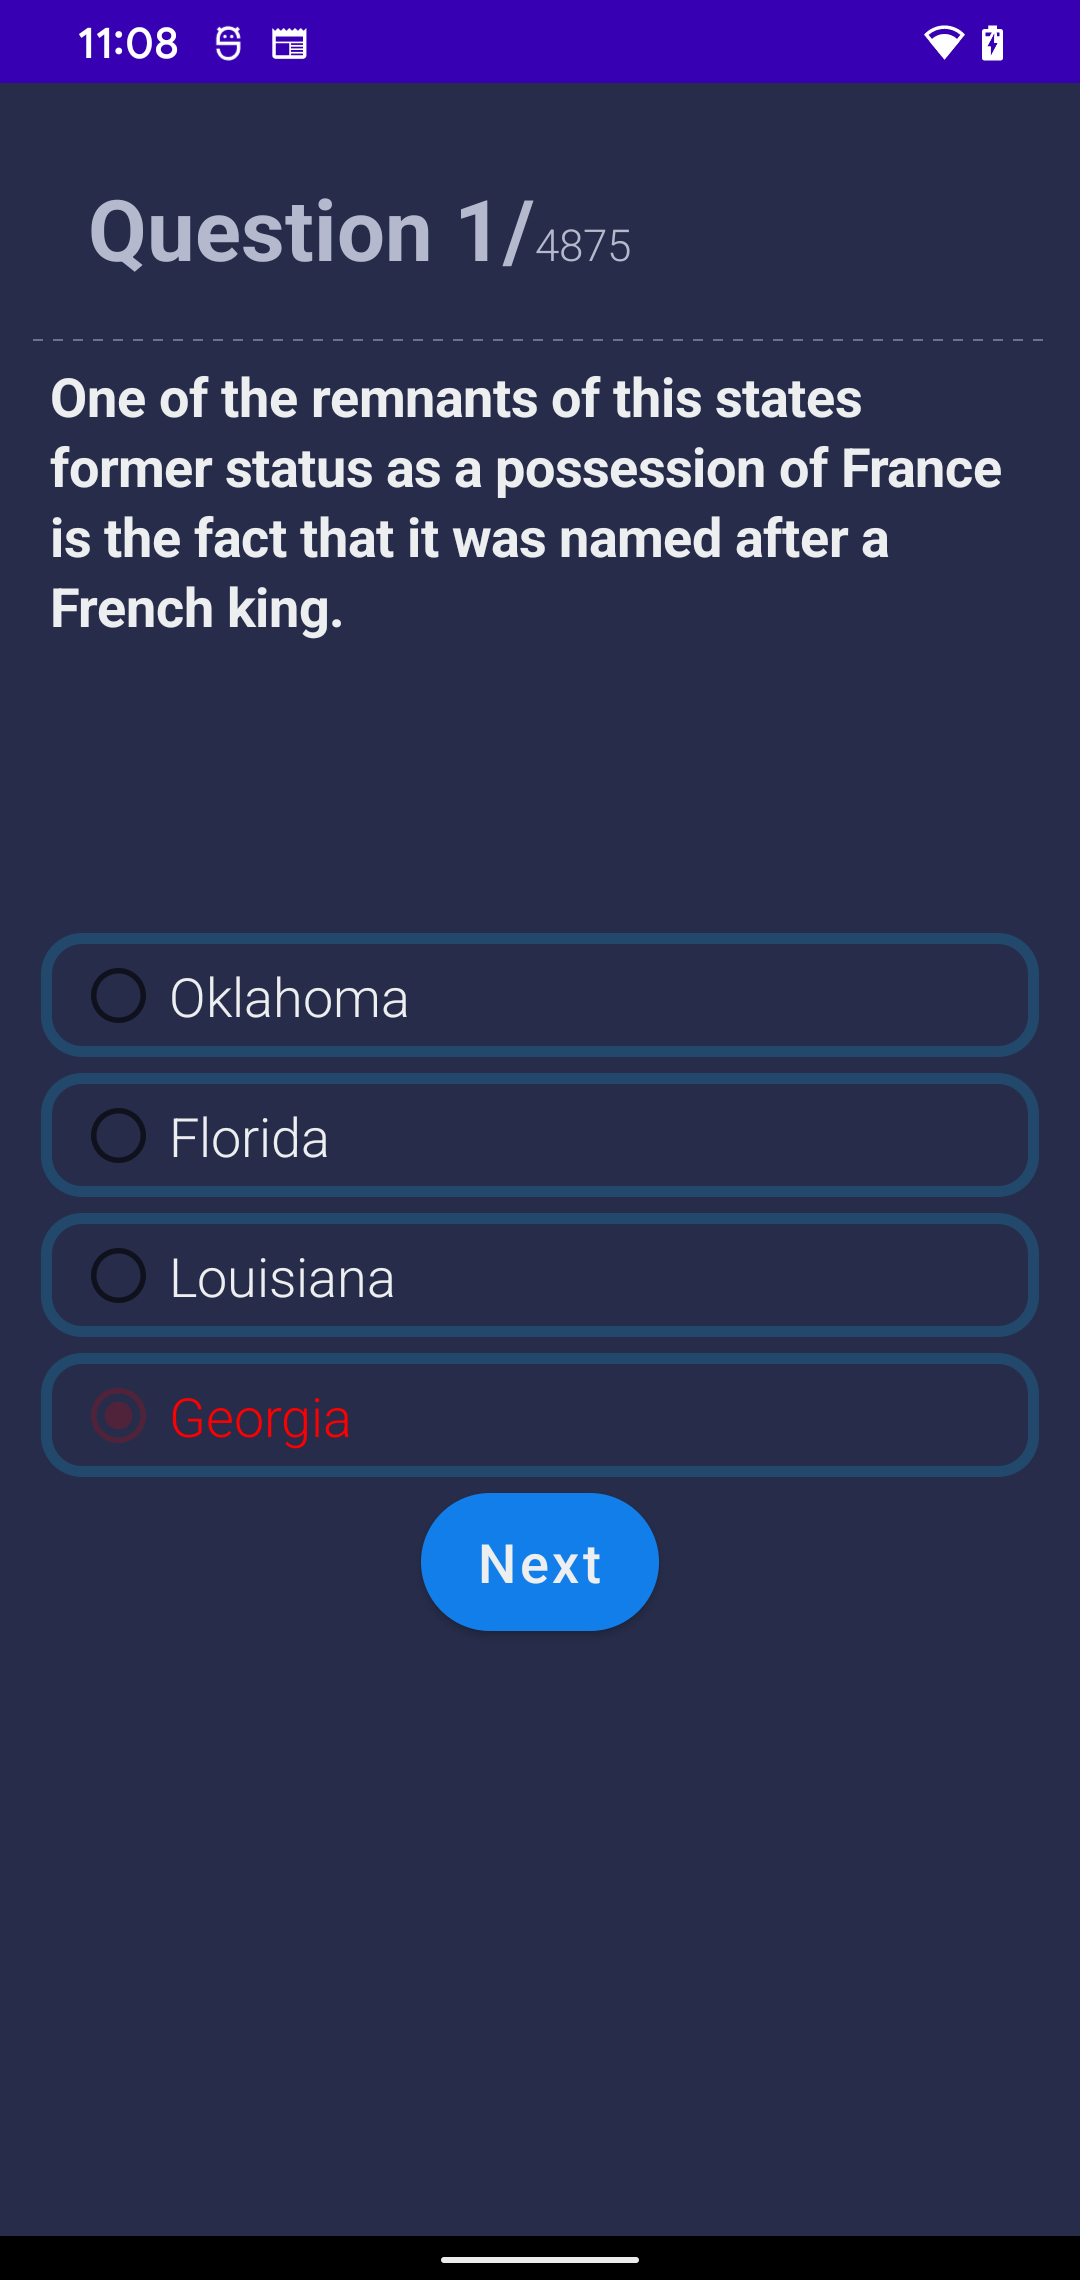 11:08
Question 1/4875
One of the remnants of this states
former status as a possession of France
is the fact that it was named after a
French king.
Oklahoma
Florida
Louisiana
Georgia
Next